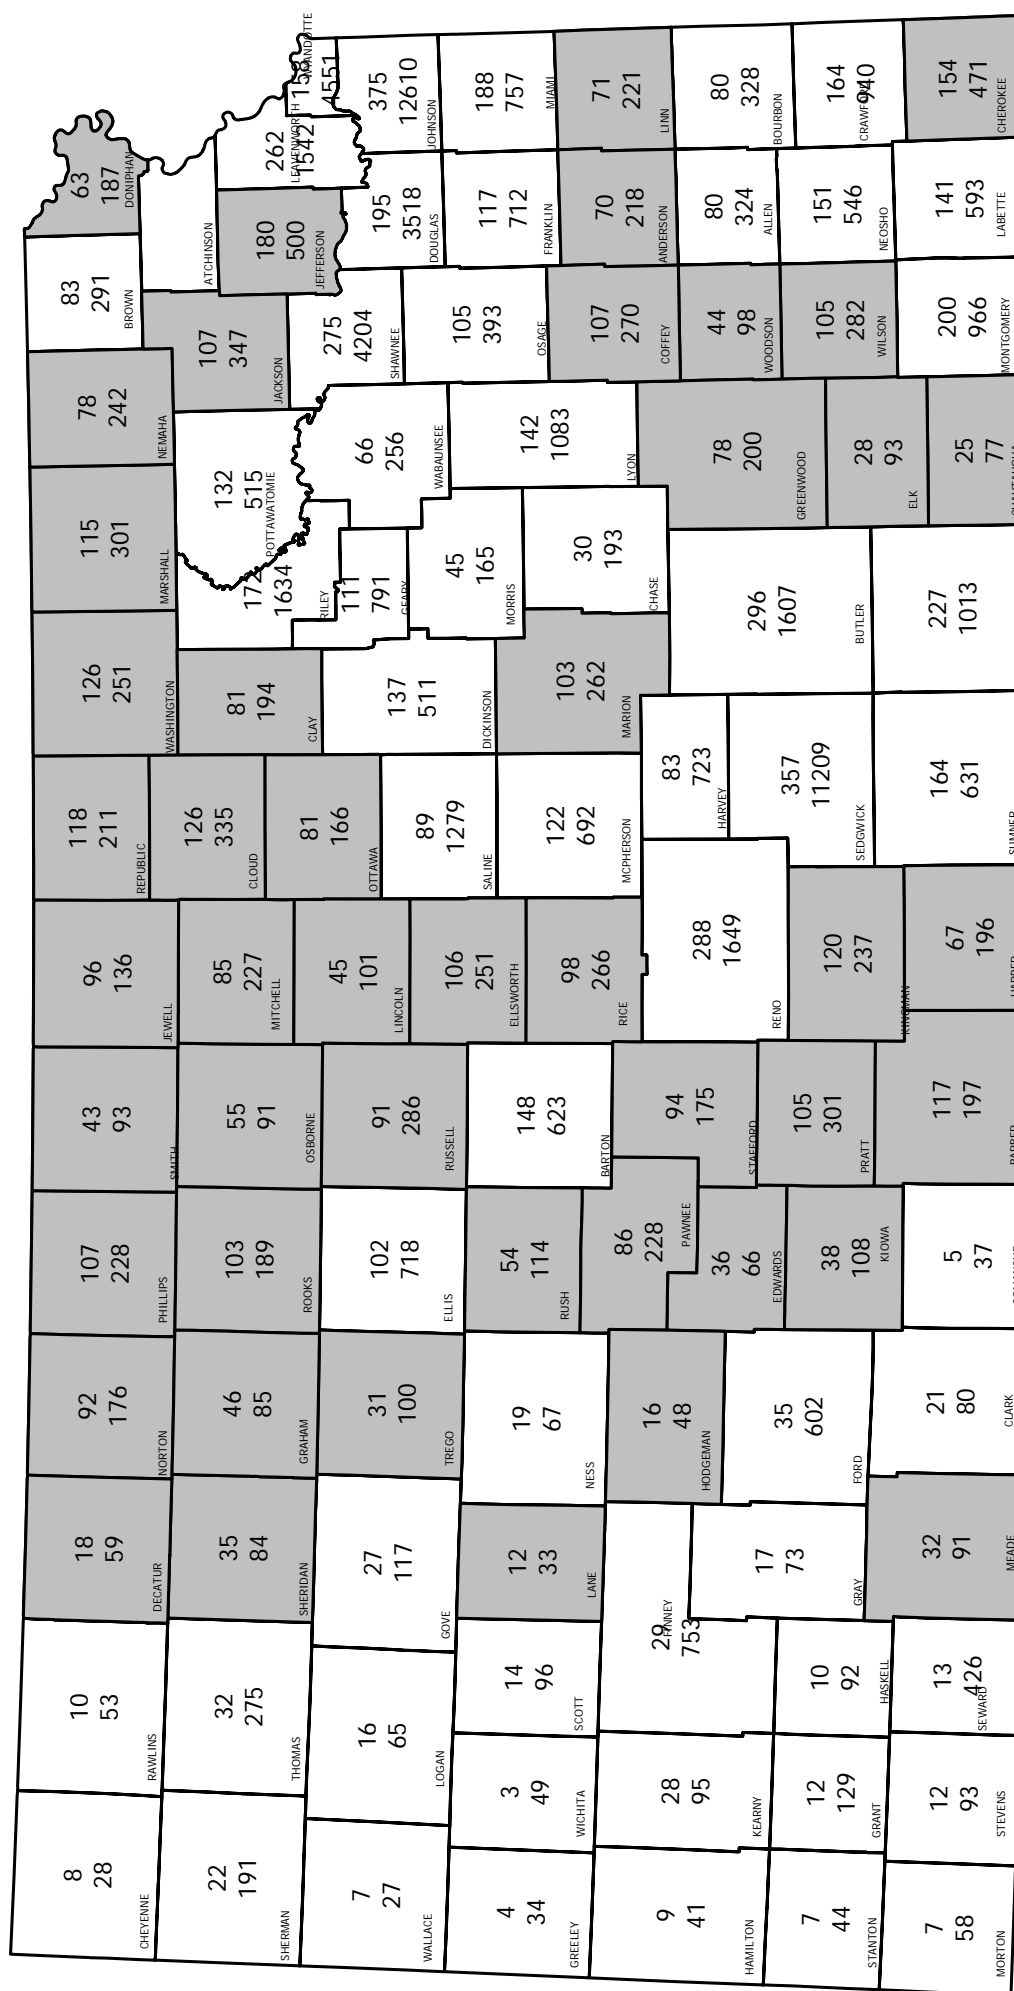 8
28
CHEYENNE
10
53
RAWLINS
18
59
DECATUR
92
176
NORTON
107
228
PHILLIPS
43
93
SMITH
96
136
JEWELL
118
211
REPUBLIC
126
251
WASHINGTON
115
301
MARSHALL
78
242
NEMAHA
83
291
BROWN
63
187
DONIPHAN
22
191
SHERMAN
32
275
THOMAS
35
84
SHERIDAN
46
85
GRAHAM
103
189
ROOKS
55
91
OSBORNE
85
227
MITCHELL
126
335
CLOUD
81
194
CLAY
172
1634
RILEY
132
515
POTTAWATOMIE
107
347
JACKSON
ATCHINSON
180
500
JEFFERSON
262
1542
LEAVENWORTH
158
WYANDOTTE
7
27
WALLACE
16
65
LOGAN
27
117
GOVE
31
100
TREGO
102
718
ELLIS
91
286
RUSSELL
45
101
LINCOLN
81
166
OTTAWA
89
1279
SALINE
137
511
DICKINSON
111
791
GEARY
66
256
WABAUNSEE
275
4204
SHAWNEE
195
3518
DOUGLAS
375
12610
JOHNSON
4
34
GREELEY
3
49
WICHITA
14
96
SCOTT
12
33
LANE
19
67
NESS
54
114
RUSH
148
623
BARTON
106
251
ELLSWORTH
98
266
RICE
122
692
MCPHERSON
103
262
MARION
45
165
MORRIS
30
193
CHASE
142
1083
LYON
105
393
OSAGE
117
712
FRANKLIN
188
757
MIAMI
9
41
HAMILTON
28
95
KEARNY
29
753
FINNEY
16
48
HODGEMAN
86
228
PAWNEE
94
175
STAFFORD
288
1649
RENO
83
723
HARVEY
296
1607
BUTLER
78
200
GREENWOOD
107
270
COFFEY
70
218
ANDERSON
71
221
LINN
7
44
STANTON
12
129
GRANT
10
92
HASKELL
17
73
GRAY
35
602
FORD
36
66
EDWARDS
38
108
KIOWA
105
301
PRATT
120
237
KINGMAN
357
11209
SEDGWICK
28
93
ELK
44
98
WOODSON
105
282
WILSON
80
324
ALLEN
151
546
NEOSHO
80
328
BOURBON
164
940
CRAWFORD
7
58
MORTON
12
93
STEVENS
13
426
SEWARD
32
91
MEADE
21
80
CLARK
5
37
117
197
67
196
164
631
SUMNER
227
1013
25
77
200
966
MONTGOMERY
141
593
LABETTE
154
471
CHEROKEE